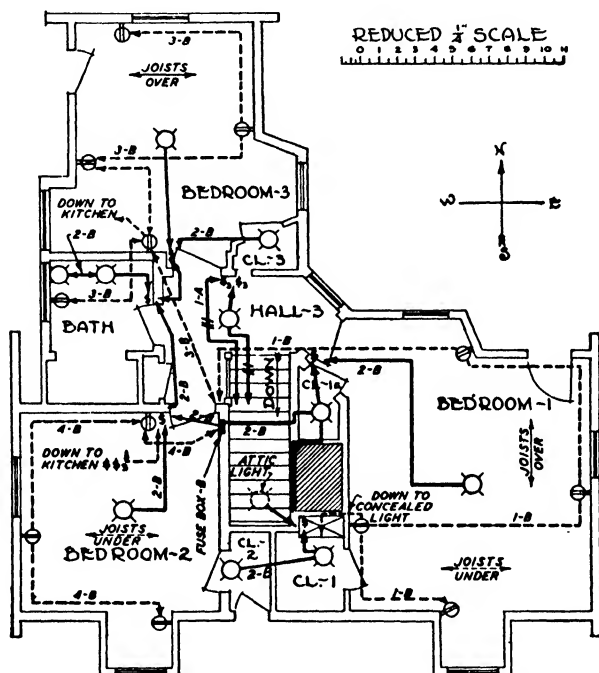 REDUCED ¼" SCALE
0 1 2 3 4 5 6 7 8 9 10 11
3-B
JOISTS
OVER
3-B
BEDROOM-3
DOWN TO
KITCHEN
2-B
2-B
CL-3
3-B
BATH
1-A
HALL-3
3-B
1-B
2-B
DOWN
CL-1a
2-B
BEDROOM-1
JOISTS
OVER
2-B
2-B
4-B
4-B
DOWN TO
KITCHEN
2-B
ATTIC
LIGHT
DOWN TO
CONCEALED
LIGHT
FUSE BOX-B
JOISTS
UNDER
BEDROOM-2
1-B
CL-
2
2-B
CL-1
JOISTS
UNDER
4-B
1-B
N